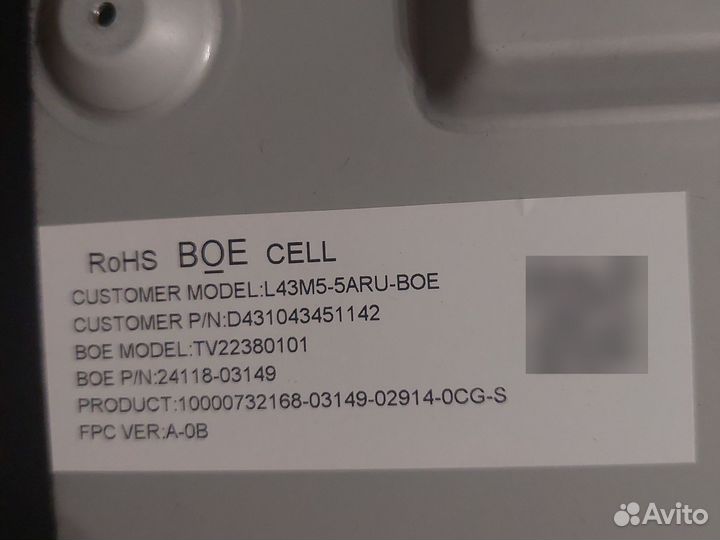 RoHS BOE CELL
CUSTOMER MODEL:L43M5-5ARU-BOE
CUSTOMER P/N:D431043451142
BOE MODEL:TV22380101
BOE P/N:24118-03149
PRODUCT:10000732168-03149-02914-0CG-S
FPC VER:A-0B
Avito